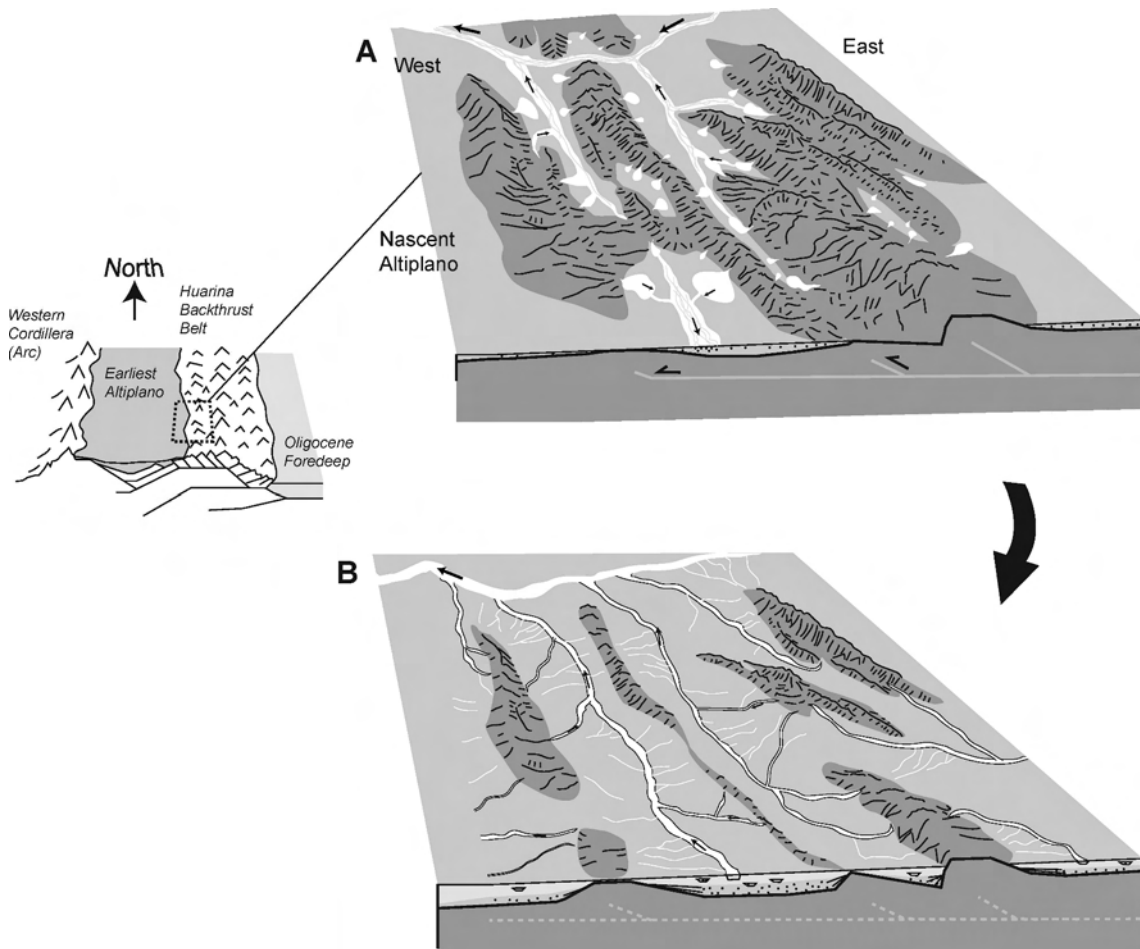 A
West
East
Nascent
Altiplano
North
Western
Cordillera
(Arc)
Huarina
Backthrust
Belt
Earliest
Altiplano
Oligocene
Foredeep
B